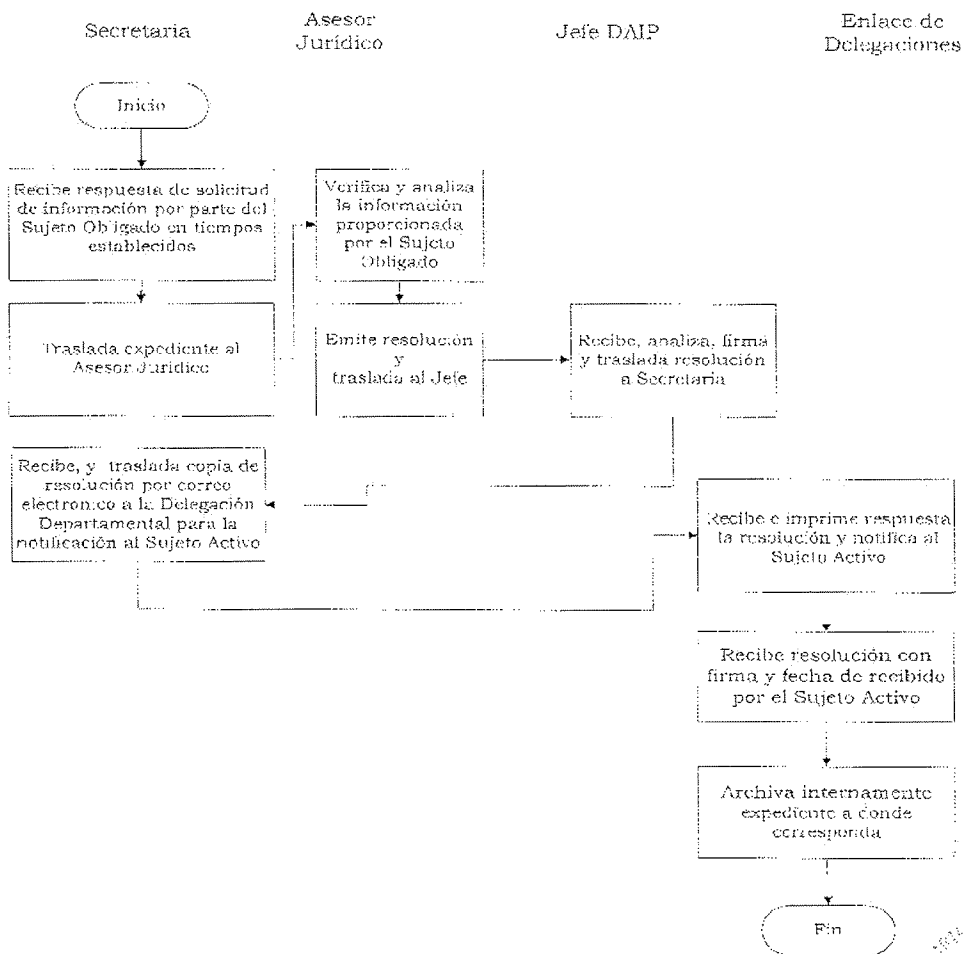 Secretaria
Asesor
Jurídico
Jefe DAIP
Enlace de
Delegaciones
Inicio
Recibe respuesta de solicitud
de información por parte del
Sujeto Obligado en tiempos
establecidos
Verifica y analiza
la información
proporcionada
por el Sujeto
Obligado
Traslada expediente al
Asesor Jurídico
Emite resolución
y
traslada al Jefe
Recibe, analiza, firma
y traslada resolución
a Secretaria
Recibe, y traslada copia de
resolución por correo
electrónico a la Delegación
Departamental para la
notificación al Sujeto Activo
Recibe e imprime respuesta
la resolución y notifica al
Sujeto Activo
Recibe resolución con
firma y fecha de recibido
por el Sujeto Activo
Archiva internamente
expediente a donde
corresponda
Fin